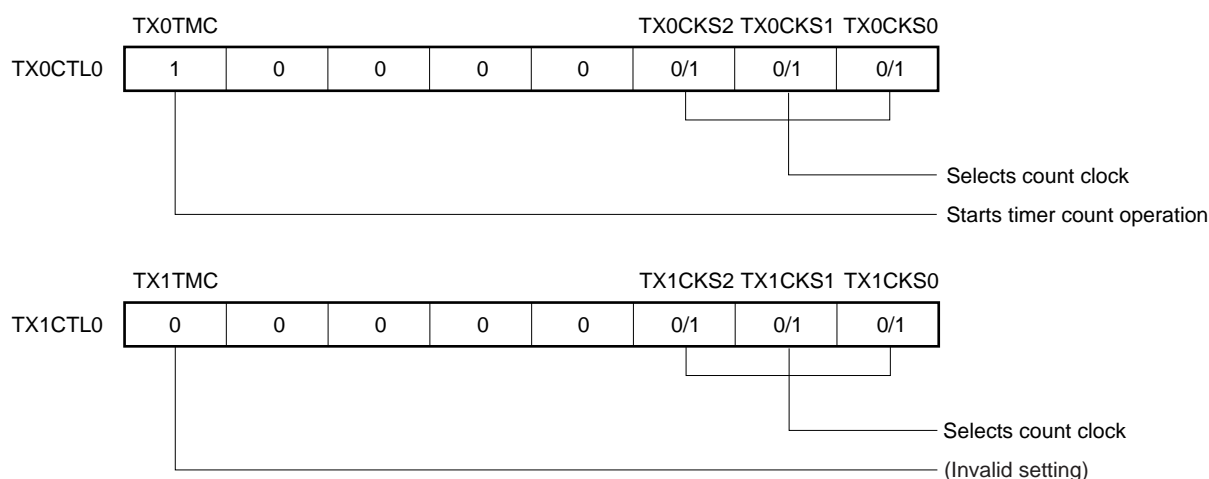 TX0TMC TX0CKS2 TX0CKS1 TX0CKS0
TX0CTL0 1 0 0 0 0 0/1 0/1 0/1
Selects count clock
Starts timer count operation
TX1TMC TX1CKS2 TX1CKS1 TX1CKS0
TX1CTL0 0 0 0 0 0 0/1 0/1 0/1
Selects count clock
(Invalid setting)